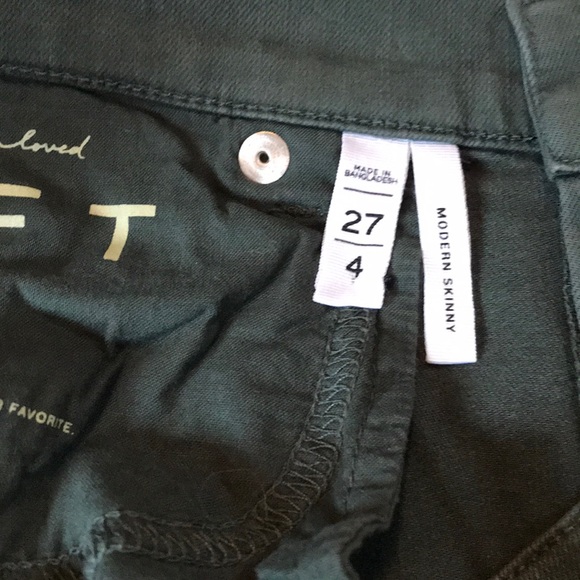 loved
FT
MADE IN
BANGLADESH
27
4
MODERN SKINNY
FAVORITE.